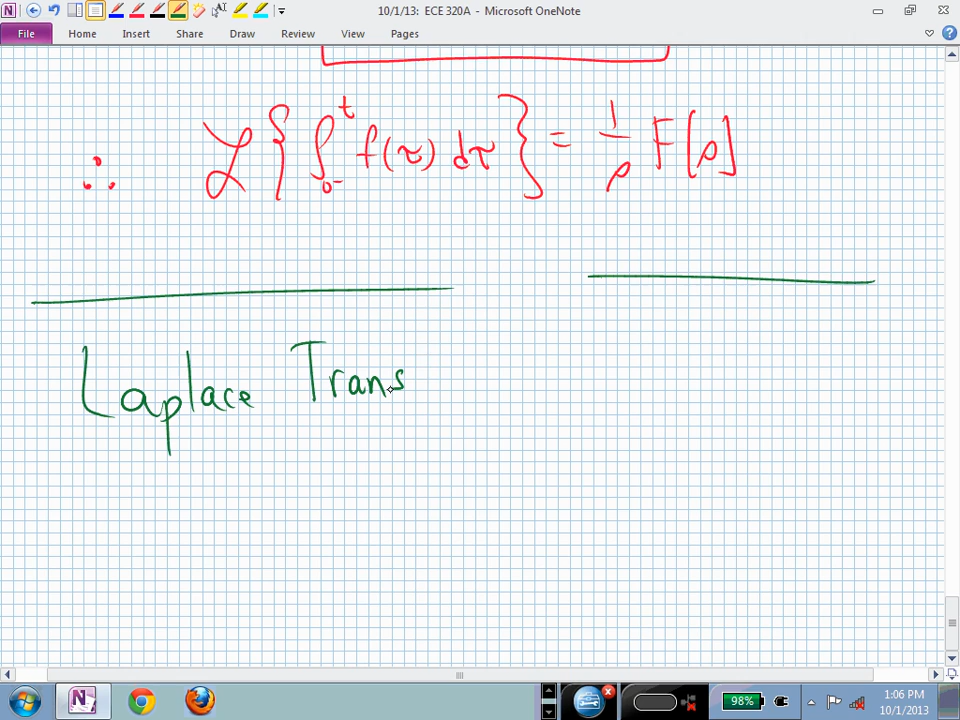 10/1/13: ECE 320A - Microsoft OneNote
File Home Insert Share Draw Review View Pages
∴ ℒ{∫₀-ᵗ f(τ) dτ} = 1/s F[s]
Laplace Trans
98%
1:06 PM
10/1/2013